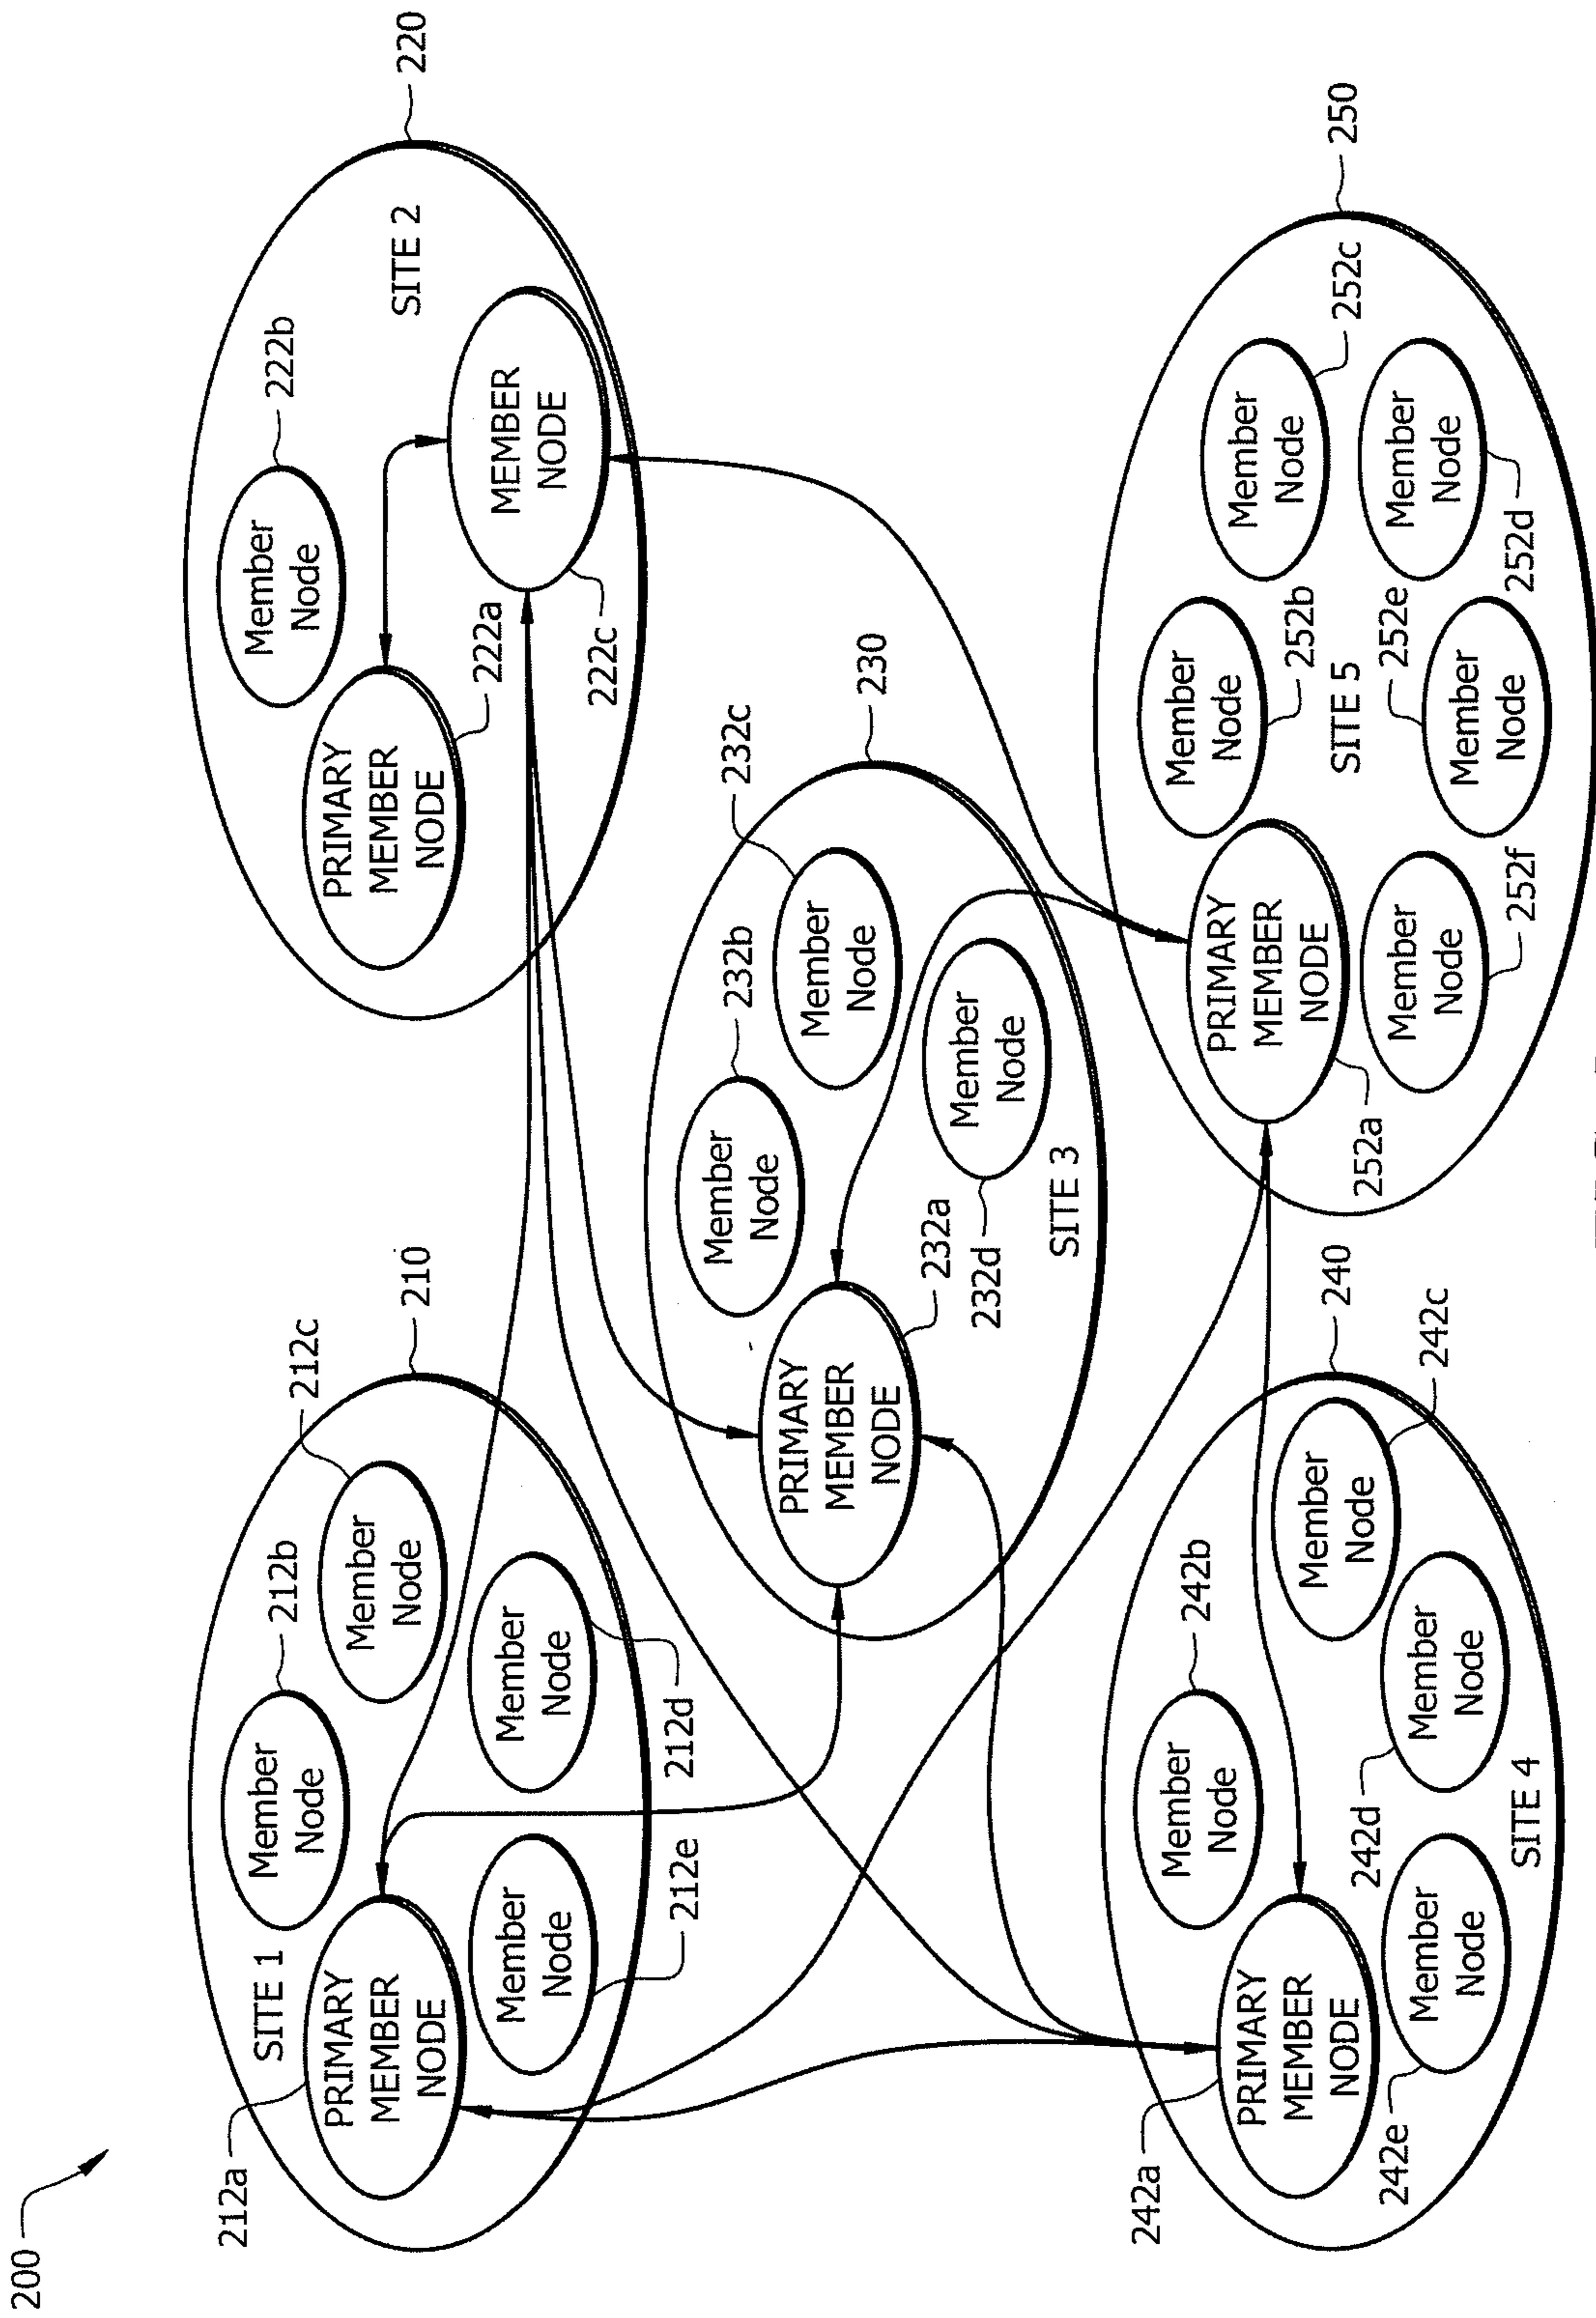 200
210
SITE 1
212a
PRIMARY
MEMBER
NODE
212b
Member
Node
212c
Member
Node
Member
Node
212d
Member
Node
212e
220
SITE 2
PRIMARY
MEMBER
NODE
222a
Member
Node
222b
MEMBER
NODE
222c
230
PRIMARY
MEMBER
NODE
232a
Member
Node
232b
Member
Node
232c
Member
Node
232d
SITE 3
240
242a
PRIMARY
MEMBER
NODE
Member
Node
242b
Member
Node
242c
Member
Node
242d
Member
Node
242e
SITE 4
250
PRIMARY
MEMBER
NODE
252a
Member
Node
252b
Member
Node
252c
SITE 5
Member
Node
252d
252e
Member
Node
Member
Node
252f